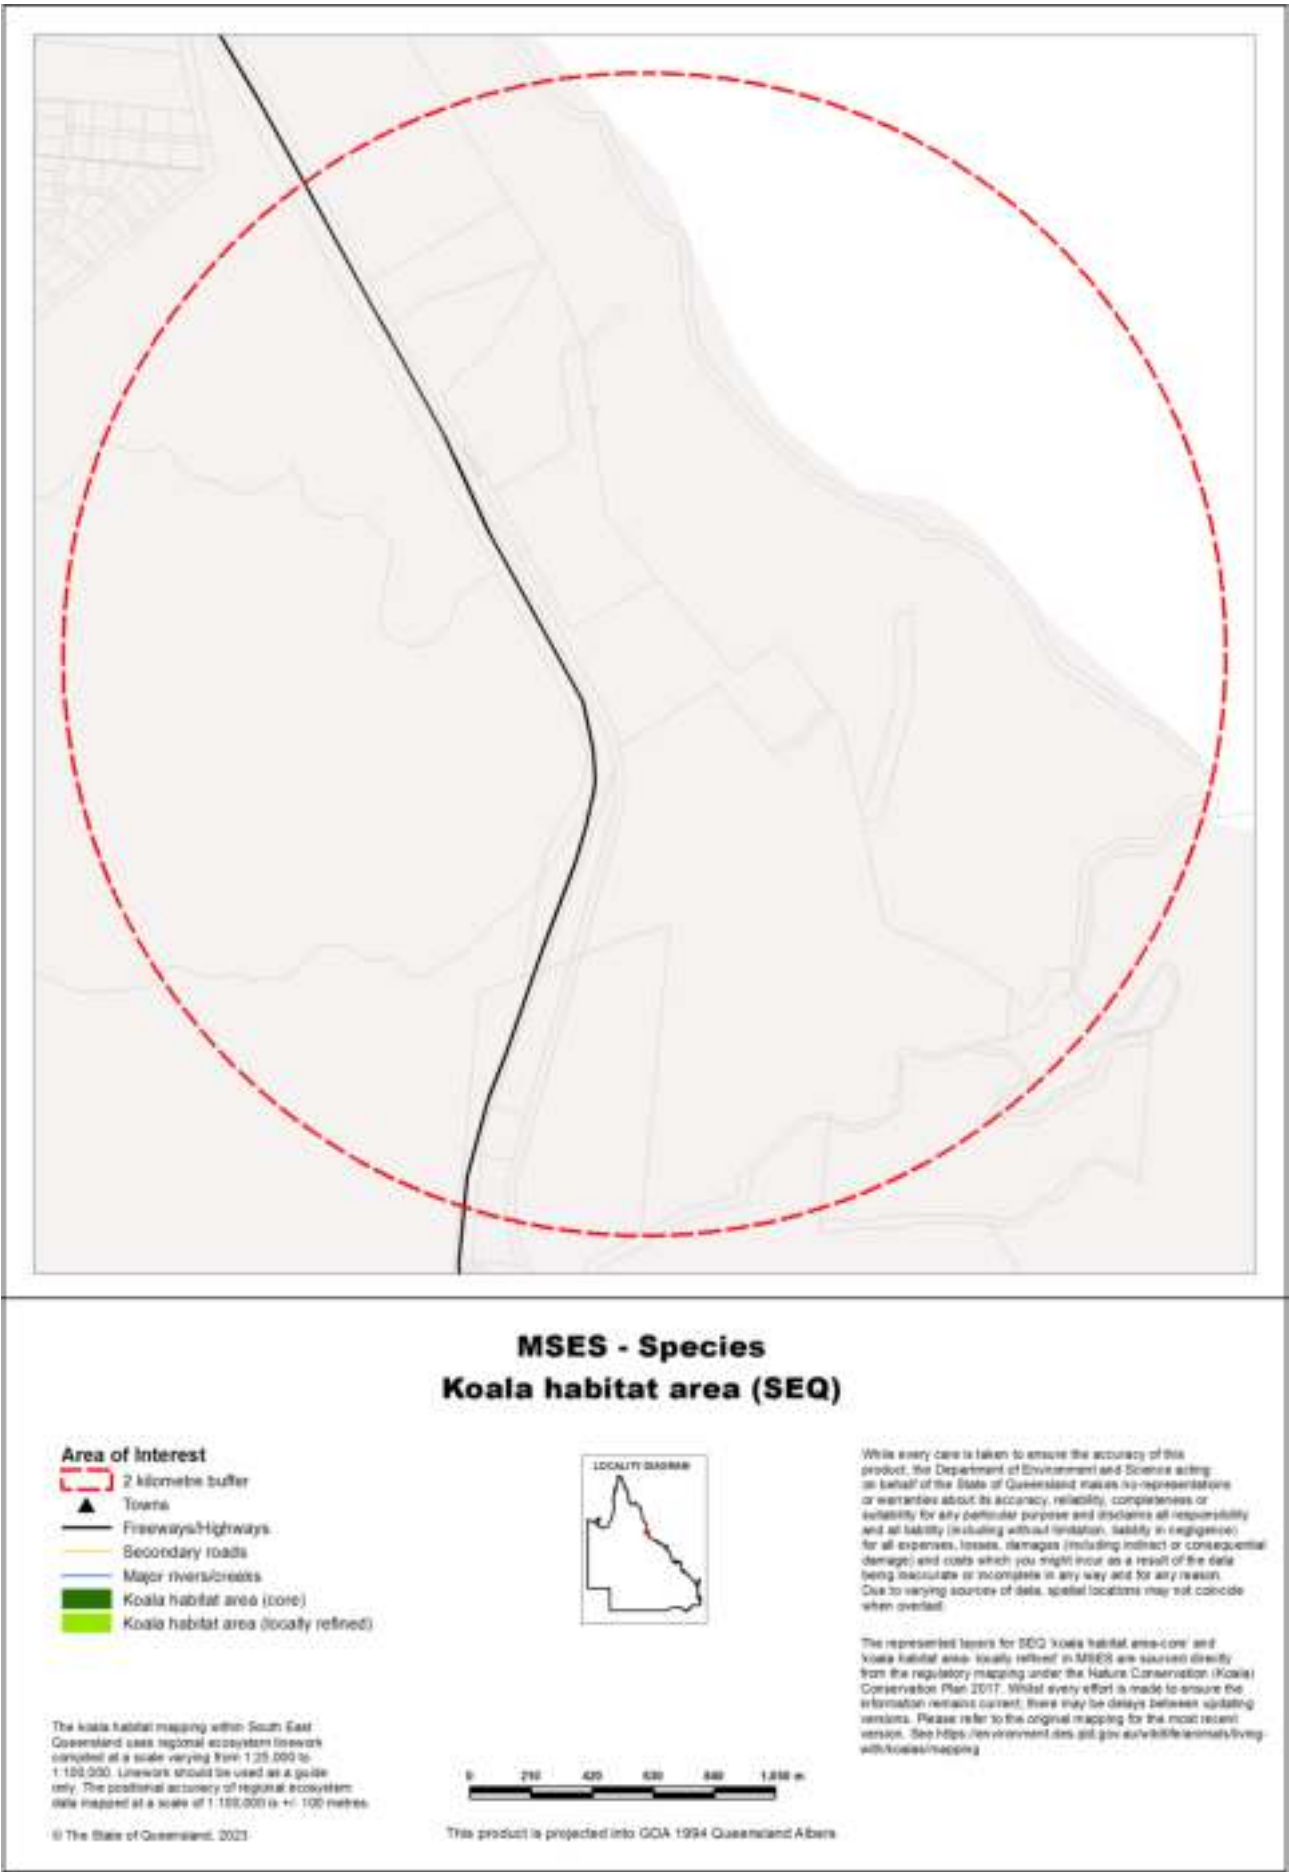 MSES - Species
Koala habitat area (SEQ)
Area of Interest
2 kilometre buffer
Towns
Freeways/Highways
Secondary roads
Major rivers/creeks
Koala habitat area (core)
Koala habitat area (locally refined)
The koala habitat mapping within South East
Queensland uses regional ecosystem linework
compiled at a scale varying from 1:25,000 to
1:100,000. Linework should be used as a guide
only. The positional accuracy of regional ecosystem
data mapped at a scale of 1:100,000 is +/- 100 metres.
© The State of Queensland, 2023
LOCALITY DIAGRAM
0 210 420 630 840 1,050 m
This product is projected into GDA 1994 Queensland Albers
While every care is taken to ensure the accuracy of this
product, the Department of Environment and Science acting
on behalf of the State of Queensland makes no representations
or warranties about its accuracy, reliability, completeness or
suitability for any particular purpose and disclaims all responsibility
and all liability (including without limitation, liability in negligence)
for all expenses, losses, damages (including indirect or consequential
damage) and costs which you might incur as a result of the data
being inaccurate or incomplete in any way and for any reason.
Due to varying sources of data, spatial locations may not coincide
when overlaid.
The represented layers for SEQ 'koala habitat area-core' and
'koala habitat area- locally refined' in MSES are sourced directly
from the regulatory mapping under the Nature Conservation (Koala)
Conservation Plan 2017. Whilst every effort is made to ensure the
information remains current, there may be delays between updating
versions. Please refer to the original mapping for the most recent
version. See https://environment.des.qld.gov.au/wildlife/animals/living-
with/koalas/mapping